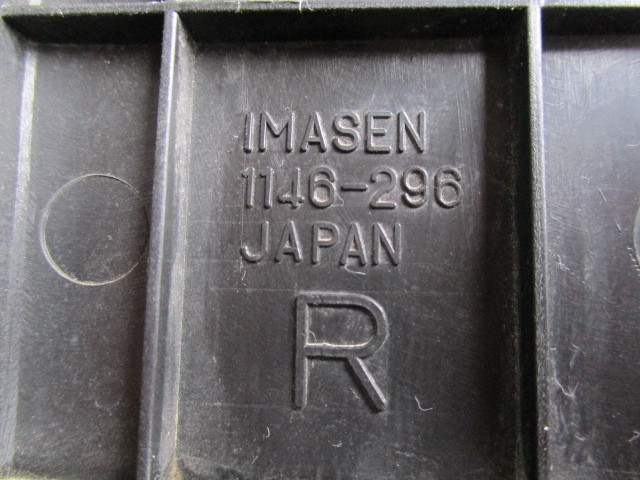 IMASEN
1146-296
JAPAN
R